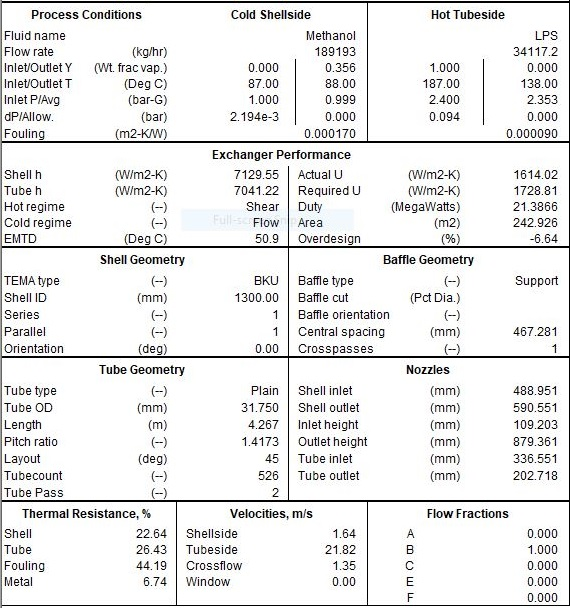 Process Conditions Cold Shellside Hot Tubeside
Fluid name Methanol LPS
Flow rate (kg/hr) 189193 34117.2
Inlet/Outlet Y (Wt. frac vap.) 0.000 0.356 1.000 0.000
Inlet/Outlet T (Deg C) 87.00 88.00 187.00 138.00
Inlet P/Avg (bar-G) 1.000 0.999 2.400 2.353
dP/Allow. (bar) 2.194e-3 0.000 0.094 0.000
Fouling (m2-K/W) 0.000170 0.000090
Exchanger Performance
Shell h (W/m2-K) 7129.55 Actual U (W/m2-K) 1614.02
Tube h (W/m2-K) 7041.22 Required U (W/m2-K) 1728.81
Hot regime (--) Shear Duty (MegaWatts) 21.3866
Cold regime (--) Flow Area (m2) 242.926
EMTD (Deg C) 50.9 Overdesign (%) -6.64
Shell Geometry Baffle Geometry
TEMA type (--) BKU Baffle type (--) Support
Shell ID (mm) 1300.00 Baffle cut (Pct Dia.)
Series (--) 1 Baffle orientation (--)
Parallel (--) 1 Central spacing (mm) 467.281
Orientation (deg) 0.00 Crosspasses (--) 1
Tube Geometry Nozzles
Tube type (--) Plain Shell inlet (mm) 488.951
Tube OD (mm) 31.750 Shell outlet (mm) 590.551
Length (m) 4.267 Inlet height (mm) 109.203
Pitch ratio (--) 1.4173 Outlet height (mm) 879.361
Layout (deg) 45 Tube inlet (mm) 336.551
Tubecount (--) 526 Tube outlet (mm) 202.718
Tube Pass (--) 2
Thermal Resistance, % Velocities, m/s Flow Fractions
Shell 22.64 Shellside 1.64 A 0.000
Tube 26.43 Tubeside 21.82 B 1.000
Fouling 44.19 Crossflow 1.35 C 0.000
Metal 6.74 Window 0.00 E 0.000
F 0.000